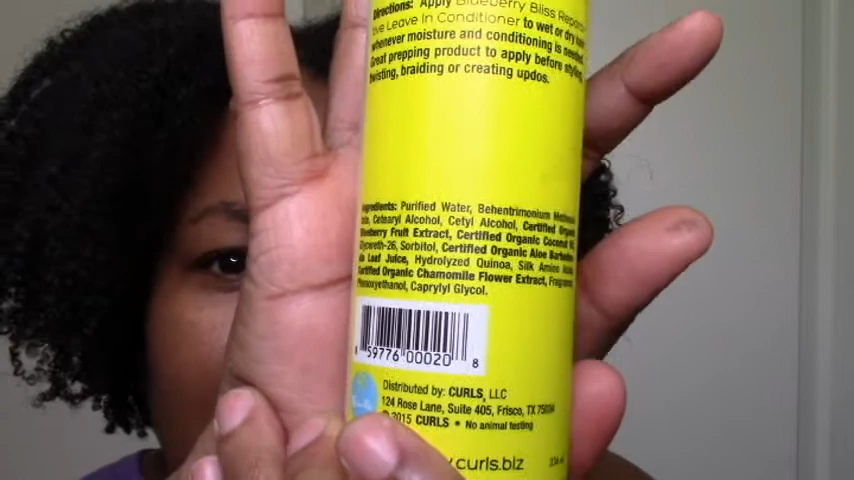 Directions: Apply Blueberry Bliss Repara
tive Leave In Conditioner to wet or dry
whenever moisture and conditioning is needed.
Great prepping product to apply before styling,
twisting, braiding or creating updos.
Ingredients: Purified Water, Behentrimonium
Cetearyl Alcohol, Cetyl Alcohol, Certified Organic
Blueberry Fruit Extract, Certified Organic Coconut
Glycereth-26, Sorbitol, Certified Organic Aloe
Leaf Juice, Hydrolyzed Quinoa, Silk Amino
Certified Organic Chamomile Flower Extract, Fragrance,
Phenoxyethanol, Caprylyl Glycol.
59776 00020 8
Distributed by: CURLS, LLC
124 Rose Lane, Suite 405, Frisco, TX 75034
© 2015 CURLS • No animal testing
curls.biz